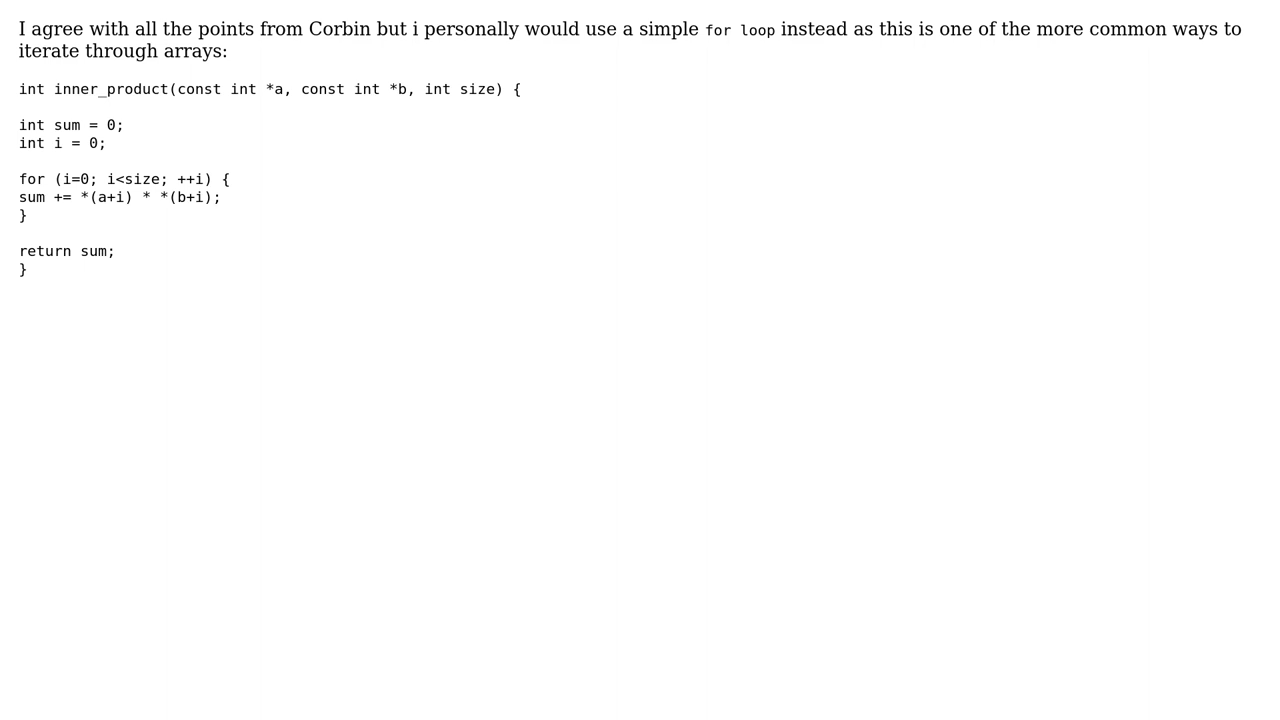 I agree with all the points from Corbin but i personally would use a simple for loop instead as this is one of the more common ways to
iterate through arrays:
int inner_product(const int *a, const int *b, int size) {
int sum = 0;
int i = 0;
for (i=0; i<size; ++i) {
sum += *(a+i) * *(b+i);
}
return sum;
}